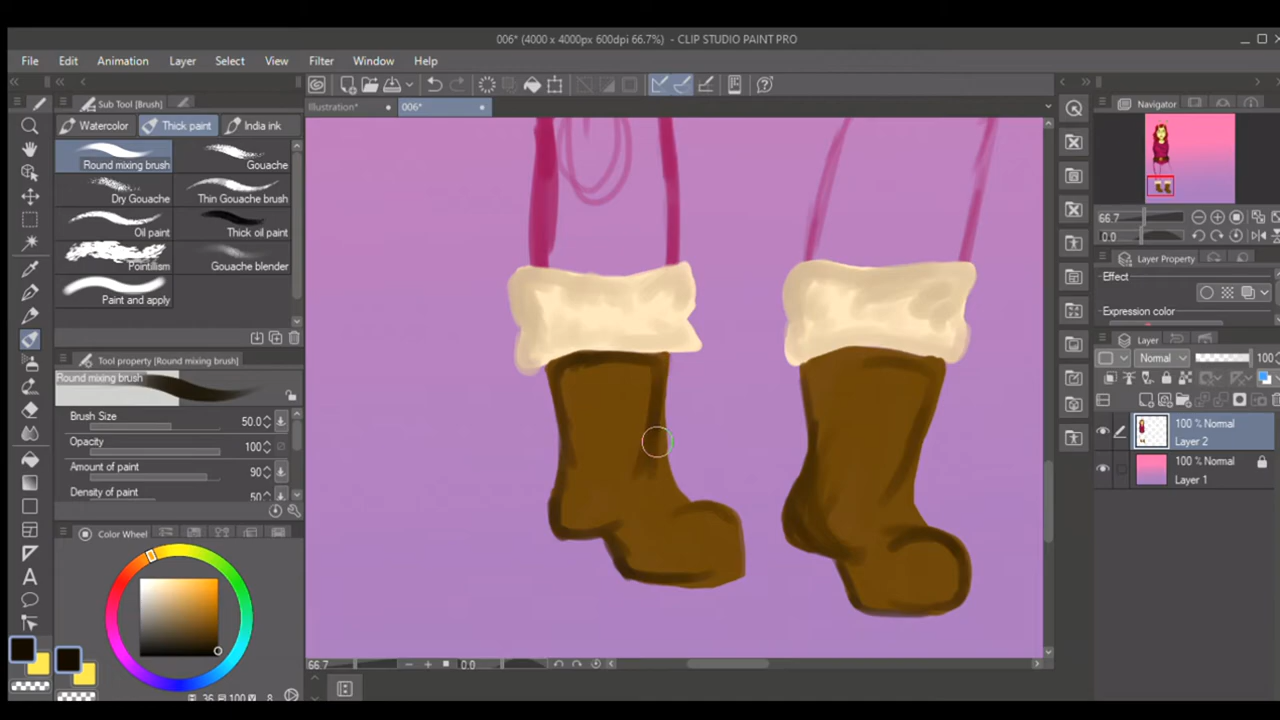 006* (4000 x 4000px 600dpi 66.7%) - CLIP STUDIO PAINT PRO
File Edit Animation Layer Select View Filter Window Help
Sub Tool [Brush]
Illustration* 006*
Navigator
Watercolor Thick paint India ink
Round mixing brush Gouache
Dry Gouache Thin Gouache brush
Oil paint Thick oil paint
Pointillism Gouache blender
Paint and apply
66.7
0.0
Layer Property
Effect
Expression color
Layer
Normal 100
Tool property [Round mixing brush]
Round mixing brush
Brush Size 50.0
Opacity 100
Amount of paint 90
Density of paint 50
100 % Normal
Layer 2
100 % Normal
Layer 1
Color Wheel
36 100 8
66.7 0.0